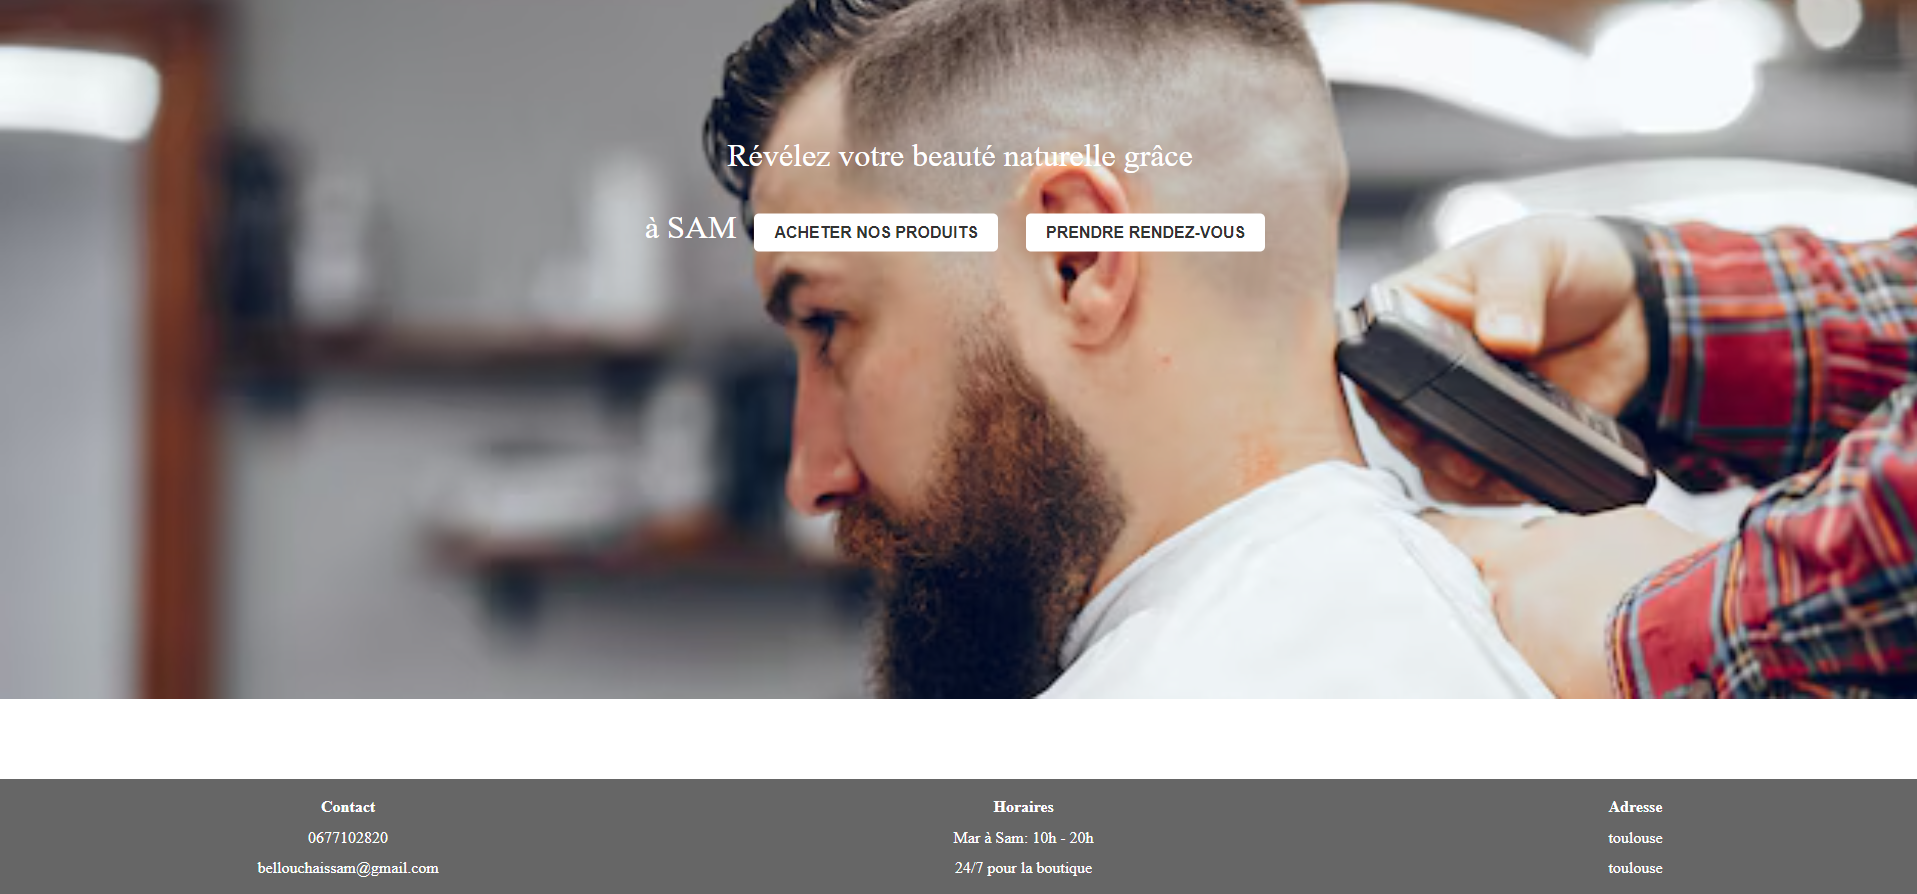 Révélez votre beauté naturelle grâce
à SAM ACHETER NOS PRODUITS PRENDRE RENDEZ-VOUS
Contact
0677102820
bellouchaissam@gmail.com
Horaires
Mar à Sam: 10h - 20h
24/7 pour la boutique
Adresse
toulouse
toulouse